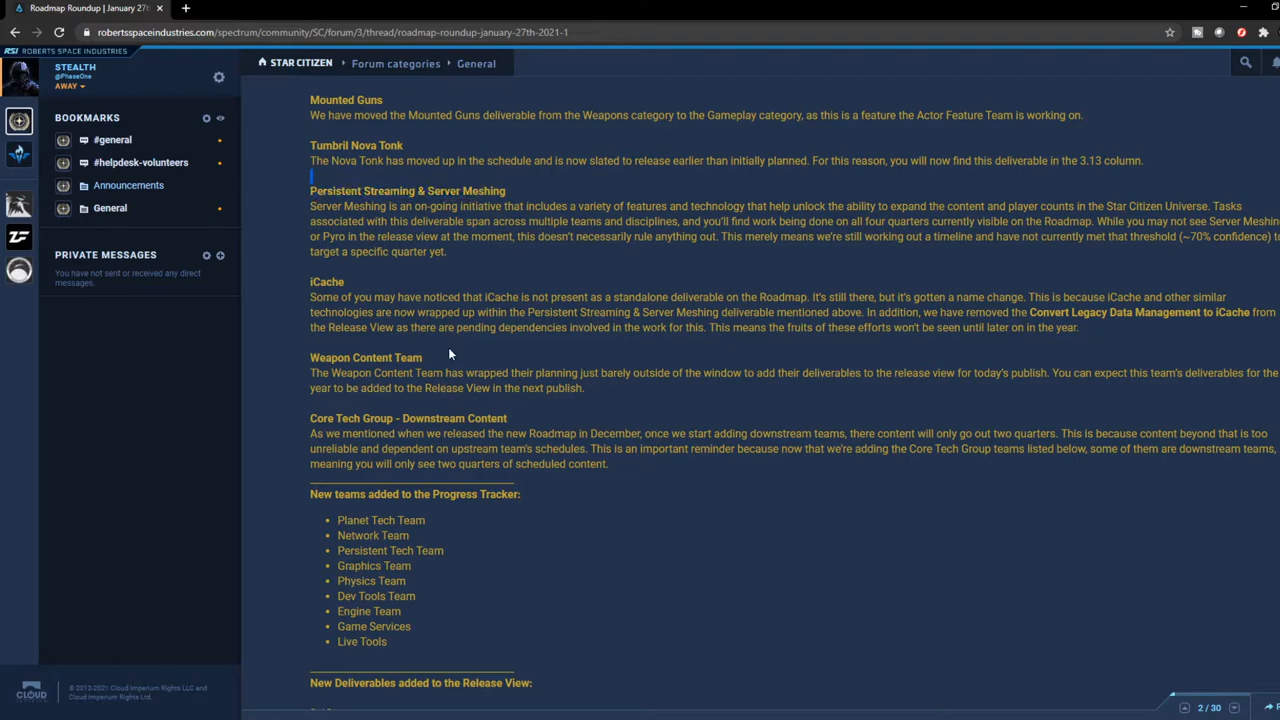 Roadmap Roundup | January 27th
robertsspaceindustries.com/spectrum/community/SC/forum/3/thread/roadmap-roundup-january-27th-2021-1
RSI ROBERTS SPACE INDUSTRIES
STEALTH
@PhaseOne
AWAY
STAR CITIZEN
Forum categories
General
BOOKMARKS
#general
#helpdesk-volunteers
Announcements
General
PRIVATE MESSAGES
You have not sent or received any direct
messages.
© 2012-2021 Cloud Imperium Rights LLC and
Cloud Imperium Rights Ltd.
CLOUD
Mounted Guns
We have moved the Mounted Guns deliverable from the Weapons category to the Gameplay category, as this is a feature the Actor Feature Team is working on.
Tumbril Nova Tonk
The Nova Tonk has moved up in the schedule and is now slated to release earlier than initially planned. For this reason, you will now find this deliverable in the 3.13 column.
Persistent Streaming & Server Meshing
Server Meshing is an on-going initiative that includes a variety of features and technology that help unlock the ability to expand the content and player counts in the Star Citizen Universe. Tasks
associated with this deliverable span across multiple teams and disciplines, and you'll find work being done on all four quarters currently visible on the Roadmap. While you may not see Server Meshin
or Pyro in the release view at the moment, this doesn't necessarily rule anything out. This merely means we're still working out a timeline and have not currently met that threshold (~70% confidence) to
target a specific quarter yet.
iCache
Some of you may have noticed that iCache is not present as a standalone deliverable on the Roadmap. It's still there, but it's gotten a name change. This is because iCache and other similar
technologies are now wrapped up within the Persistent Streaming & Server Meshing deliverable mentioned above. In addition, we have removed the Convert Legacy Data Management to iCache from
the Release View as there are pending dependencies involved in the work for this. This means the fruits of these efforts won't be seen until later on in the year.
Weapon Content Team
The Weapon Content Team has wrapped their planning just barely outside of the window to add their deliverables to the release view for today's publish. You can expect this team's deliverables for the
year to be added to the Release View in the next publish.
Core Tech Group - Downstream Content
As we mentioned when we released the new Roadmap in December, once we start adding downstream teams, there content will only go out two quarters. This is because content beyond that is too
unreliable and dependent on upstream team's schedules. This is an important reminder because now that we're adding the Core Tech Group teams listed below, some of them are downstream teams,
meaning you will only see two quarters of scheduled content.
New teams added to the Progress Tracker:
Planet Tech Team
Network Team
Persistent Tech Team
Graphics Team
Physics Team
Dev Tools Team
Engine Team
Game Services
Live Tools
New Deliverables added to the Release View:
2 / 30